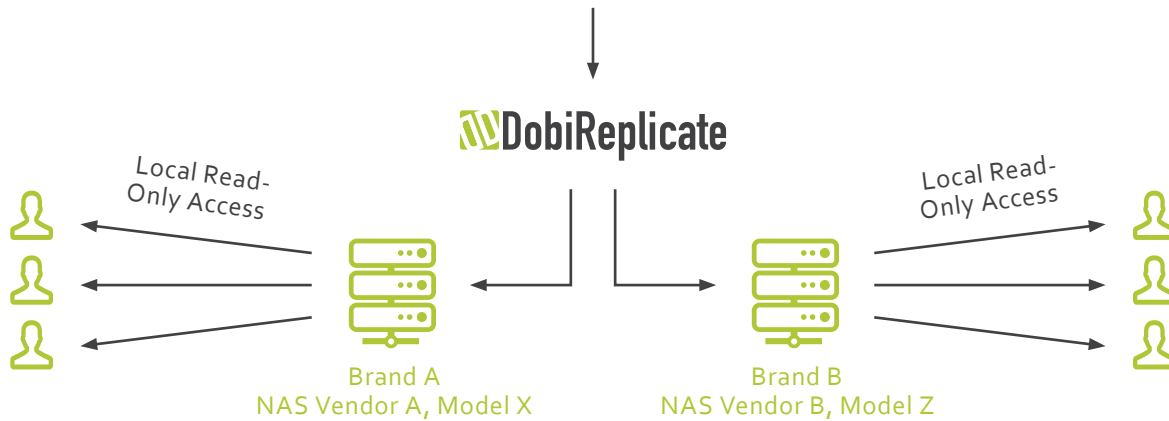 DobiReplicate
Local Read-
Only Access
Local Read-
Only Access
Brand A
NAS Vendor A, Model X
Brand B
NAS Vendor B, Model Z